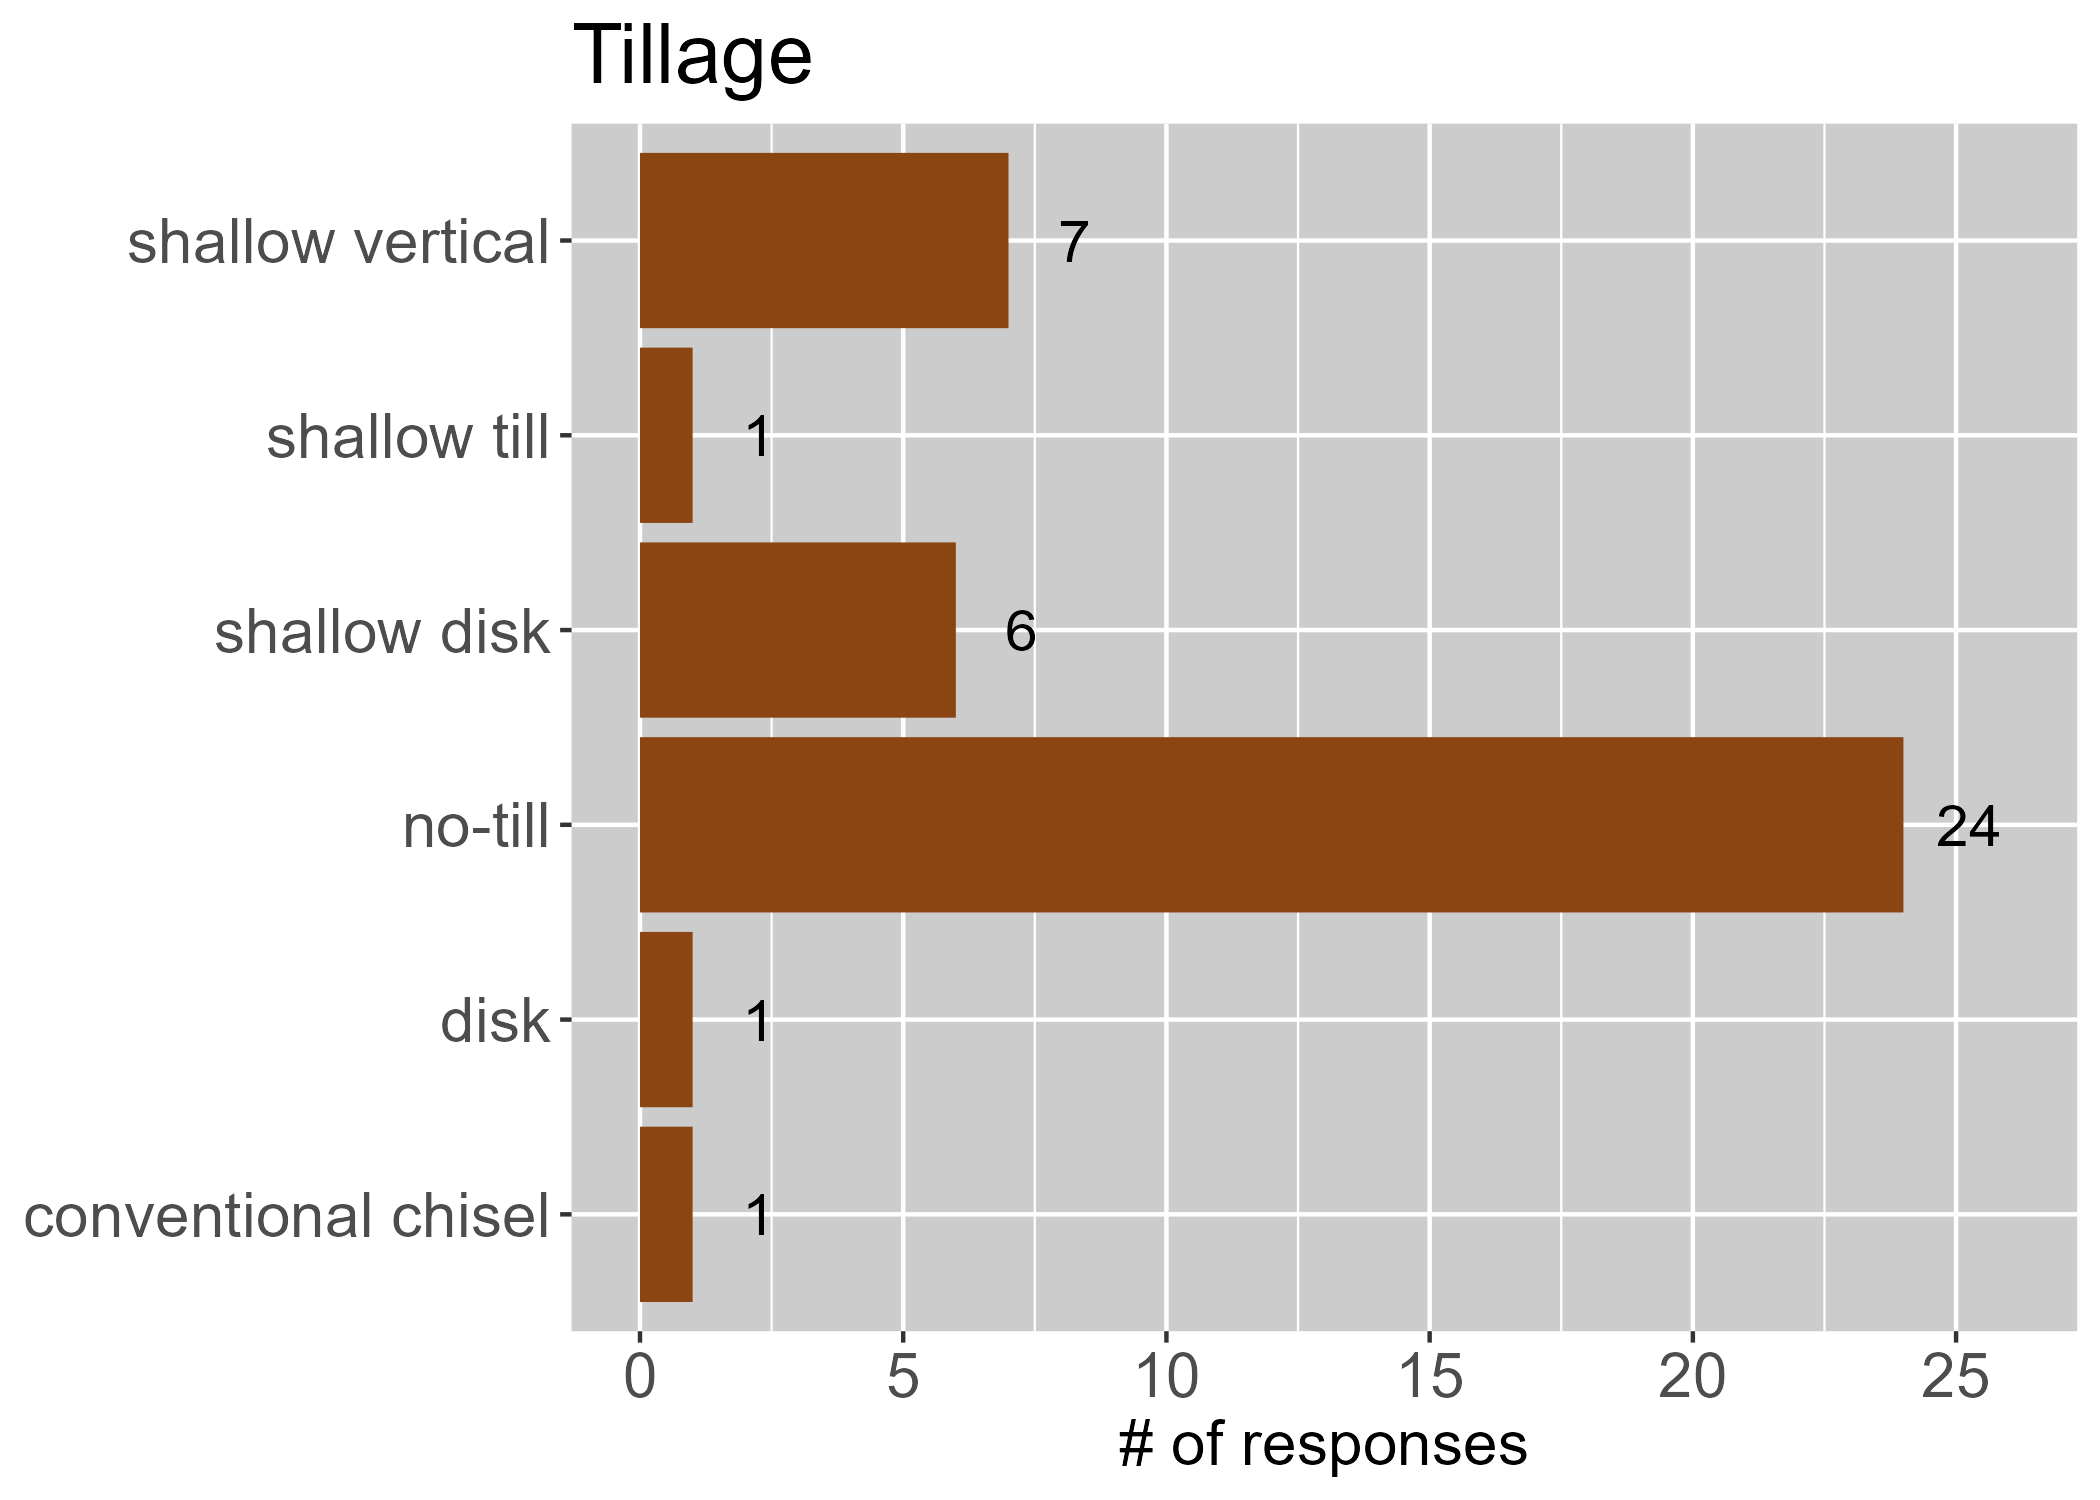 Tillage
shallow vertical
7
shallow till
1
shallow disk
6
no-till
24
disk
1
conventional chisel
1
0 5 10 15 20 25
# of responses